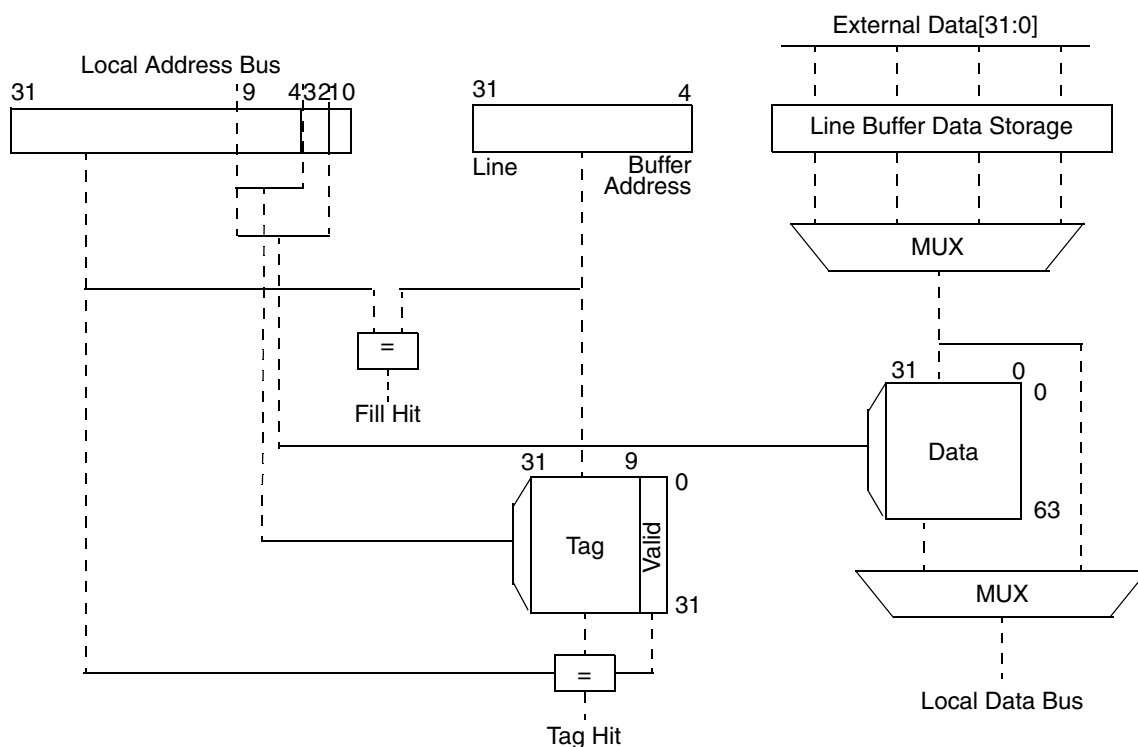 External Data[31:0]
Local Address Bus
31 9 4 3 2 1 0
31 4
Line Buffer Data Storage
Line Buffer
Address
MUX
=
31 0
0
Fill Hit
Data
31 9
0
63
Tag
Valid
31
MUX
=
Local Data Bus
Tag Hit